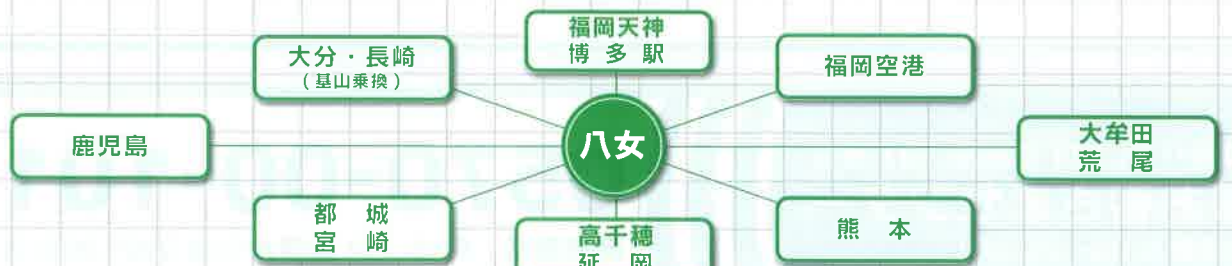 福岡天神
博多駅
大分・長崎
(基山乗換)
福岡空港
鹿児島
八女
大牟田
荒尾
都城
宮崎
熊本
高千穂
延岡